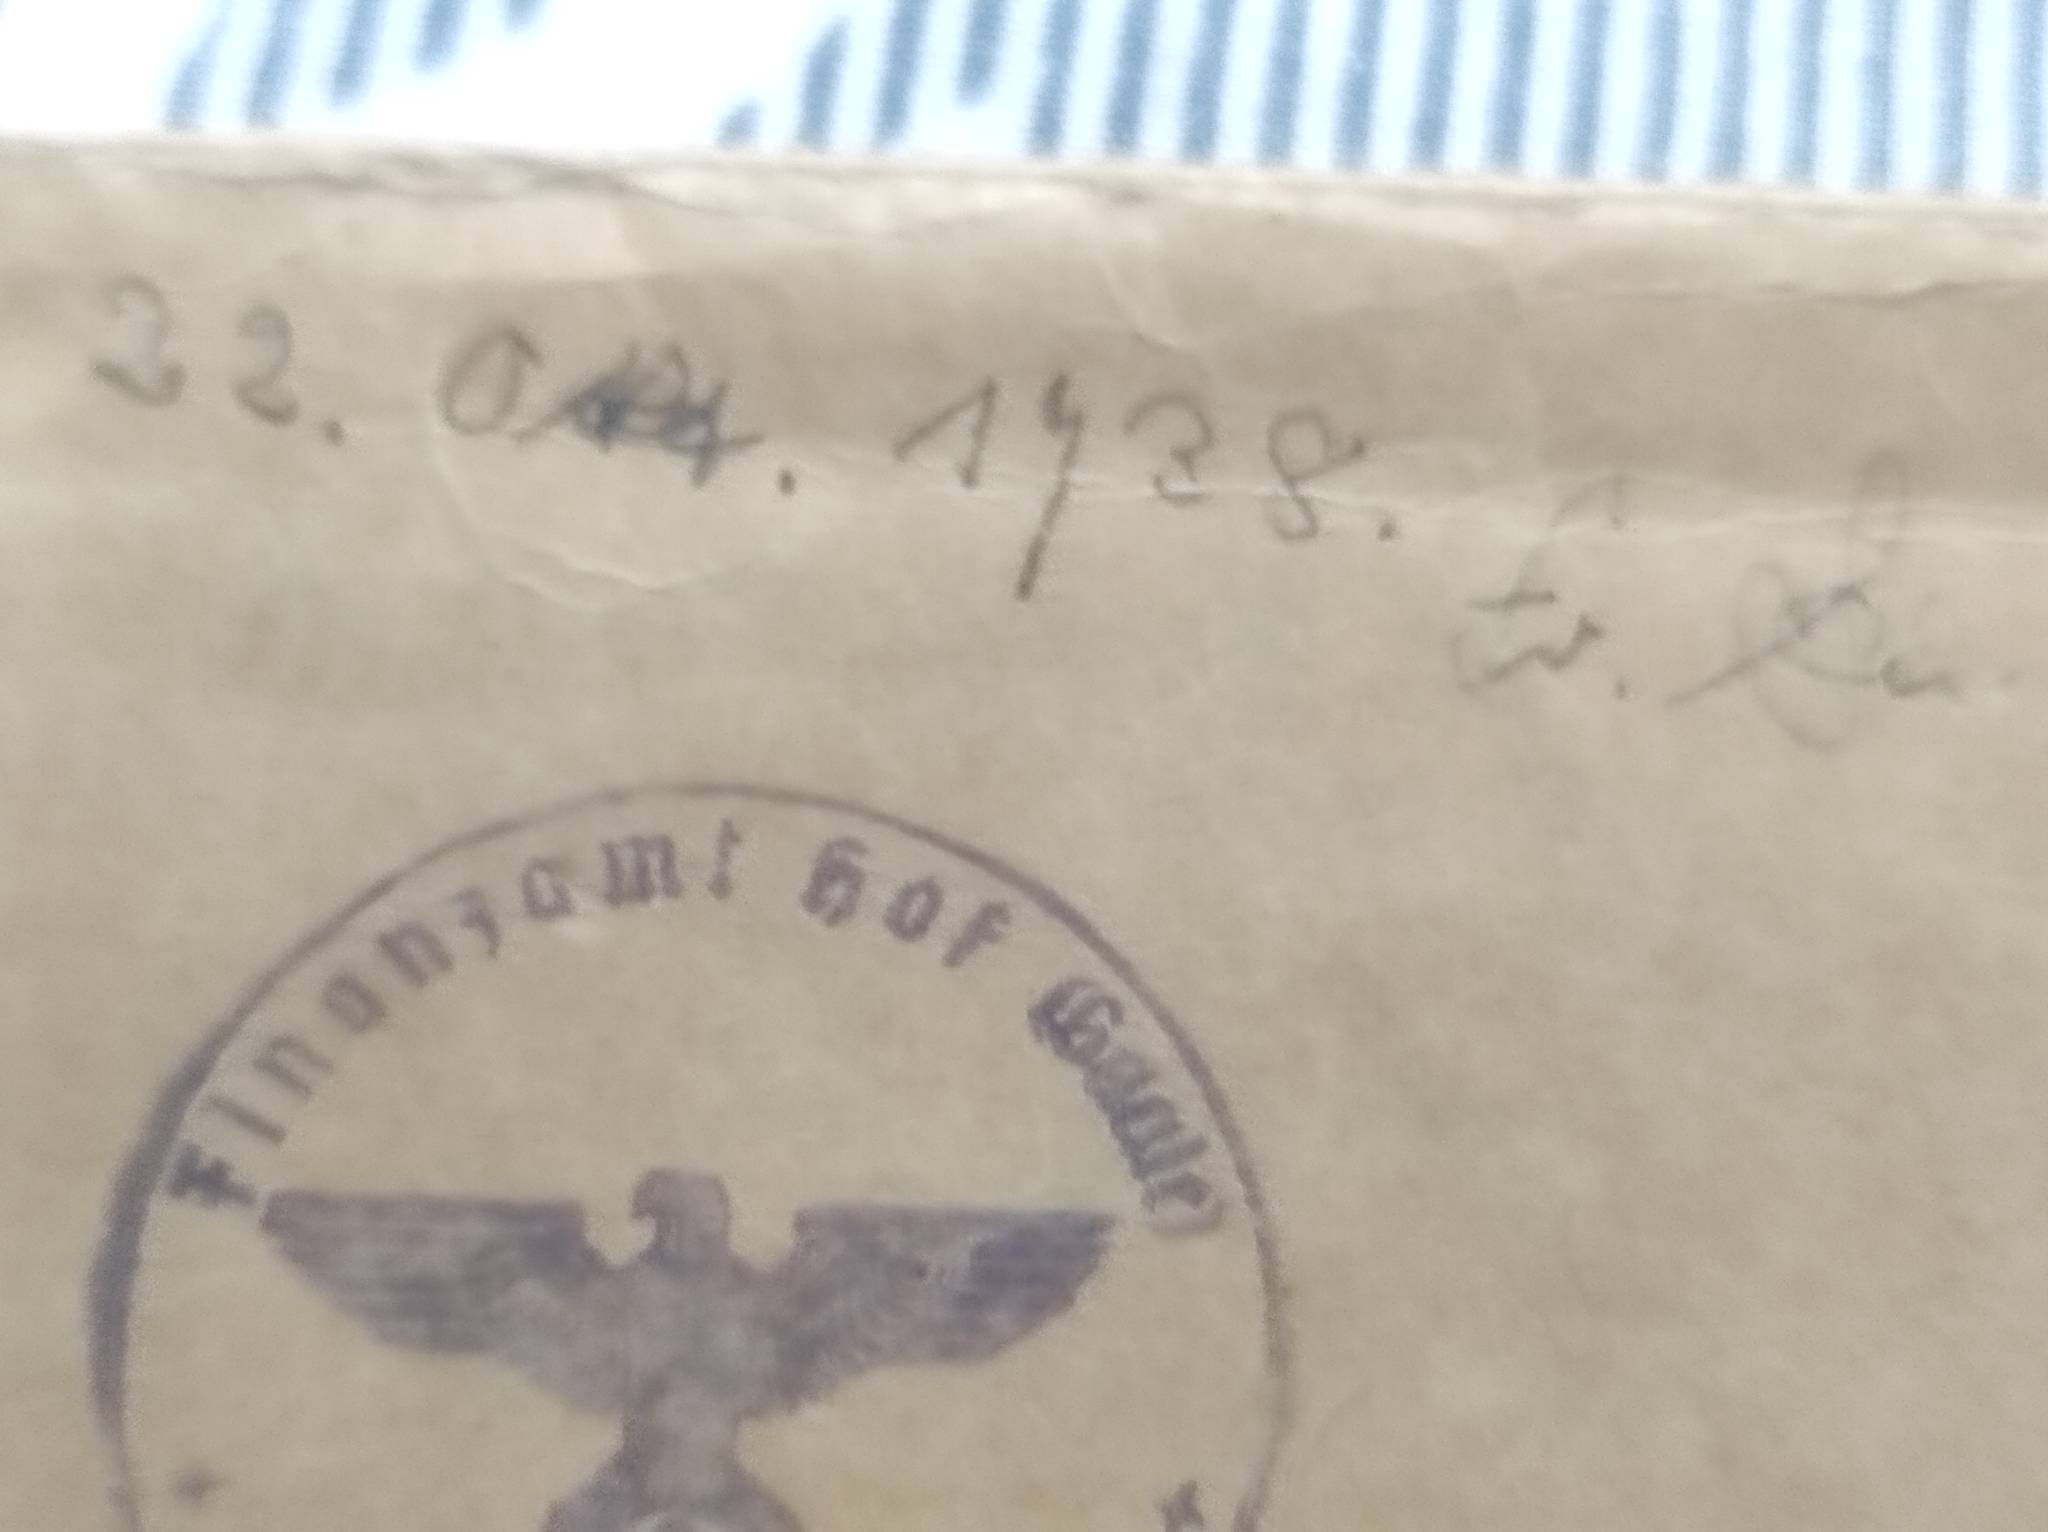 22. Okt. 1938.
Finanzamt Hof (Saale)